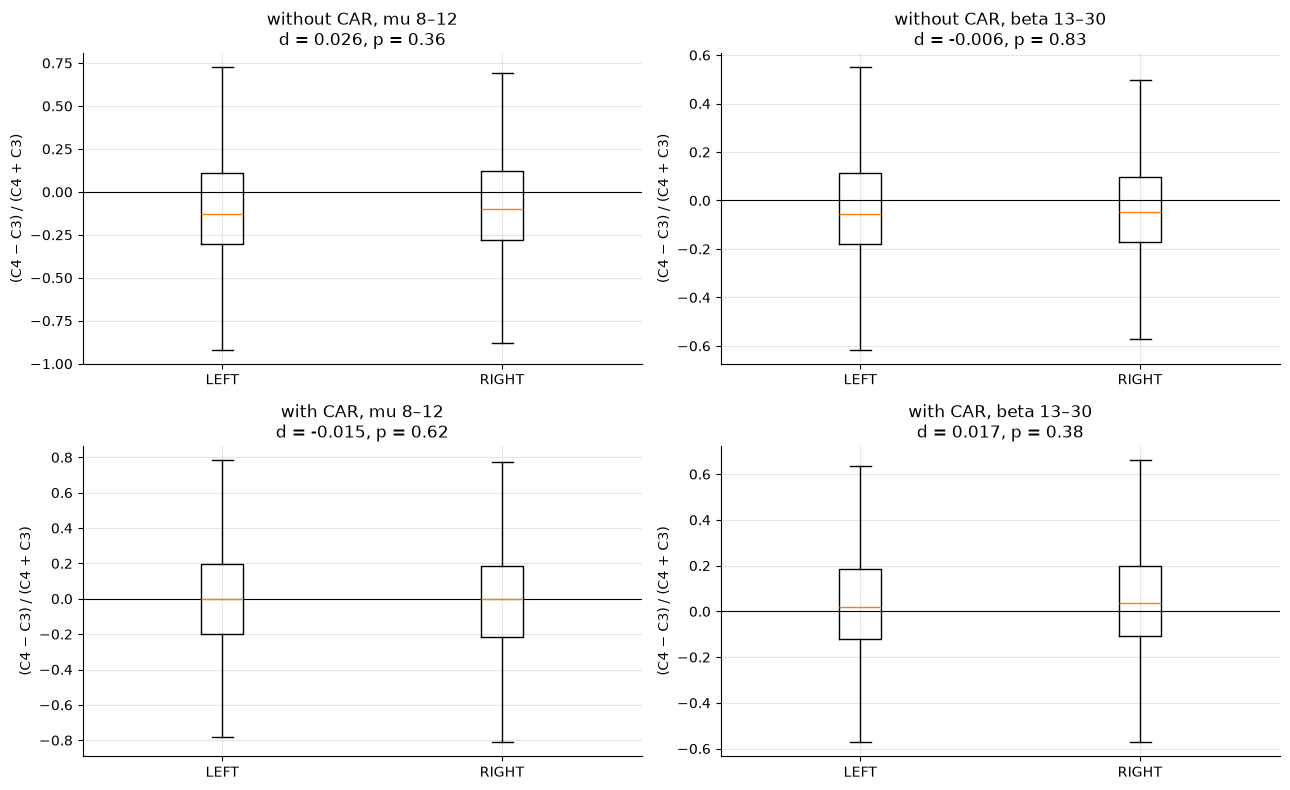 without CAR, mu 8–12
d = 0.026, p = 0.36
(C4 − C3) / (C4 + C3)
0.75
0.50
0.25
0.00
−0.25
−0.50
−0.75
−1.00
LEFT
RIGHT
without CAR, beta 13–30
d = -0.006, p = 0.83
(C4 − C3) / (C4 + C3)
0.6
0.4
0.2
0.0
−0.2
−0.4
−0.6
LEFT
RIGHT
with CAR, mu 8–12
d = -0.015, p = 0.62
(C4 − C3) / (C4 + C3)
0.8
0.6
0.4
0.2
0.0
−0.2
−0.4
−0.6
−0.8
LEFT
RIGHT
with CAR, beta 13–30
d = 0.017, p = 0.38
(C4 − C3) / (C4 + C3)
0.6
0.4
0.2
0.0
−0.2
−0.4
−0.6
LEFT
RIGHT